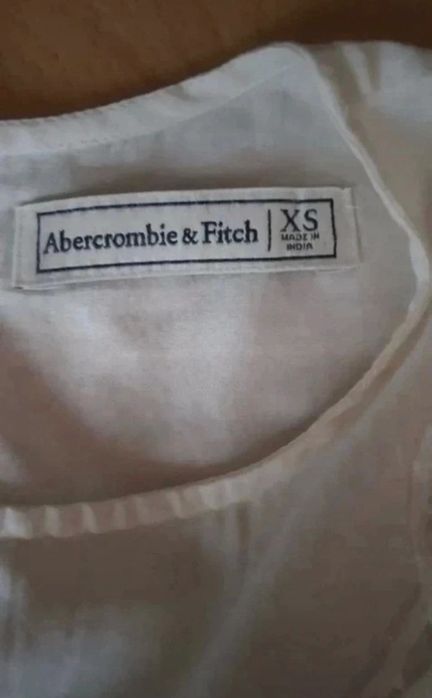 Abercrombie & Fitch | XS
MADE IN
INDIA